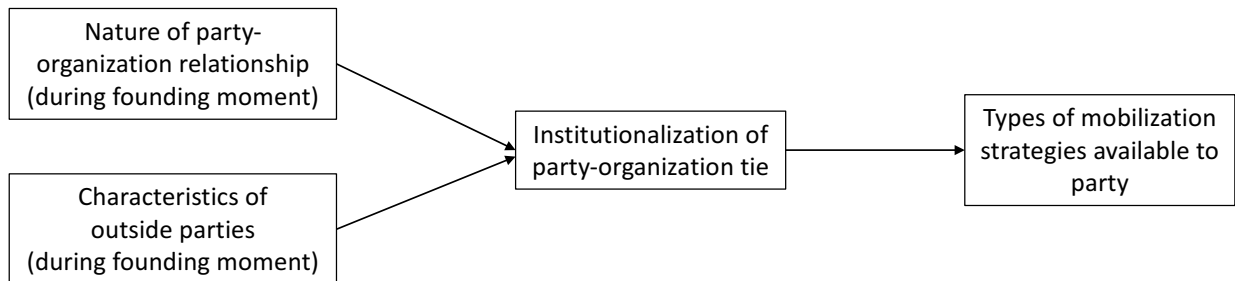 Nature of party-
organization relationship
(during founding moment)
Characteristics of
outside parties
(during founding moment)
Institutionalization of
party-organization tie
Types of mobilization
strategies available to
party